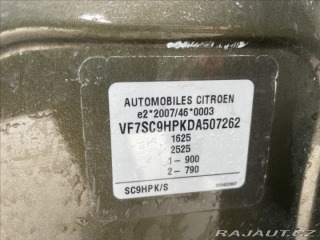 AUTOMOBILES CITROEN
e2*2007/46*0003
VF7SC9HPKDA507262
1625
2525
1- 900
2- 790
SC9HPK/S
RAJAUT.CZ